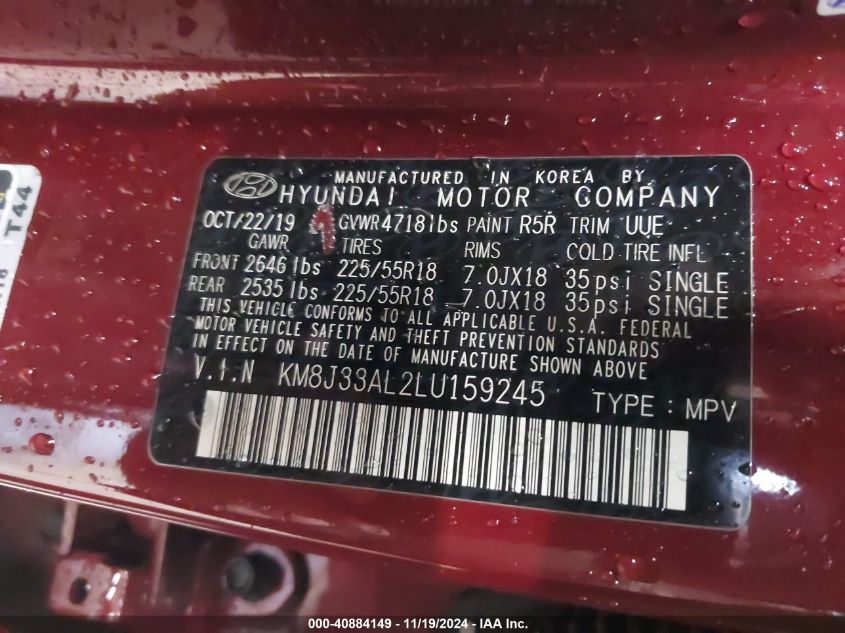 MANUFACTURED IN KOREA BY
HYUNDAI MOTOR COMPANY
OCT/22/19 GVWR4718lbs PAINT R5R TRIM UUE
GAWR TIRES RIMS COLD TIRE INFL
FRONT 2646 lbs 225/55R18 7.0JX18 35psi SINGLE
REAR 2535 lbs 225/55R18 7.0JX18 35psi SINGLE
THIS VEHICLE CONFORMS TO ALL APPLICABLE U.S.A. FEDERAL
MOTOR VEHICLE SAFETY AND THEFT PREVENTION STANDARDS
IN EFFECT ON THE DATE OF MANUFACTURE SHOWN ABOVE
V.I.N KM8J33AL2LU159245 TYPE : MPV
T44
000-40884149 - 11/19/2024 - IAA Inc.